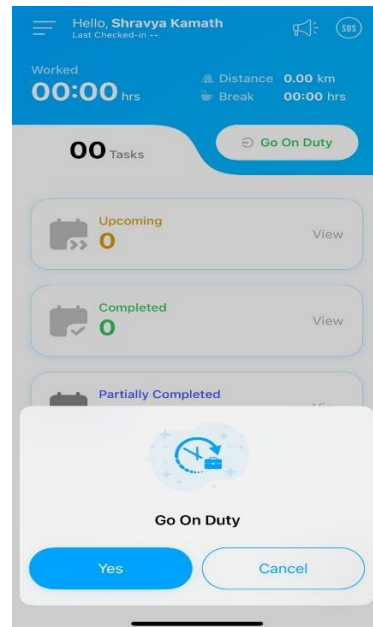 Hello, Shravya Kamath
Last Checked-in --
SOS
Worked
00:00 hrs
Distance 0.00 km
Break 00:00 hrs
00 Tasks
Go On Duty
Upcoming
0
View
Completed
0
View
Partially Completed
Go On Duty
Yes
Cancel